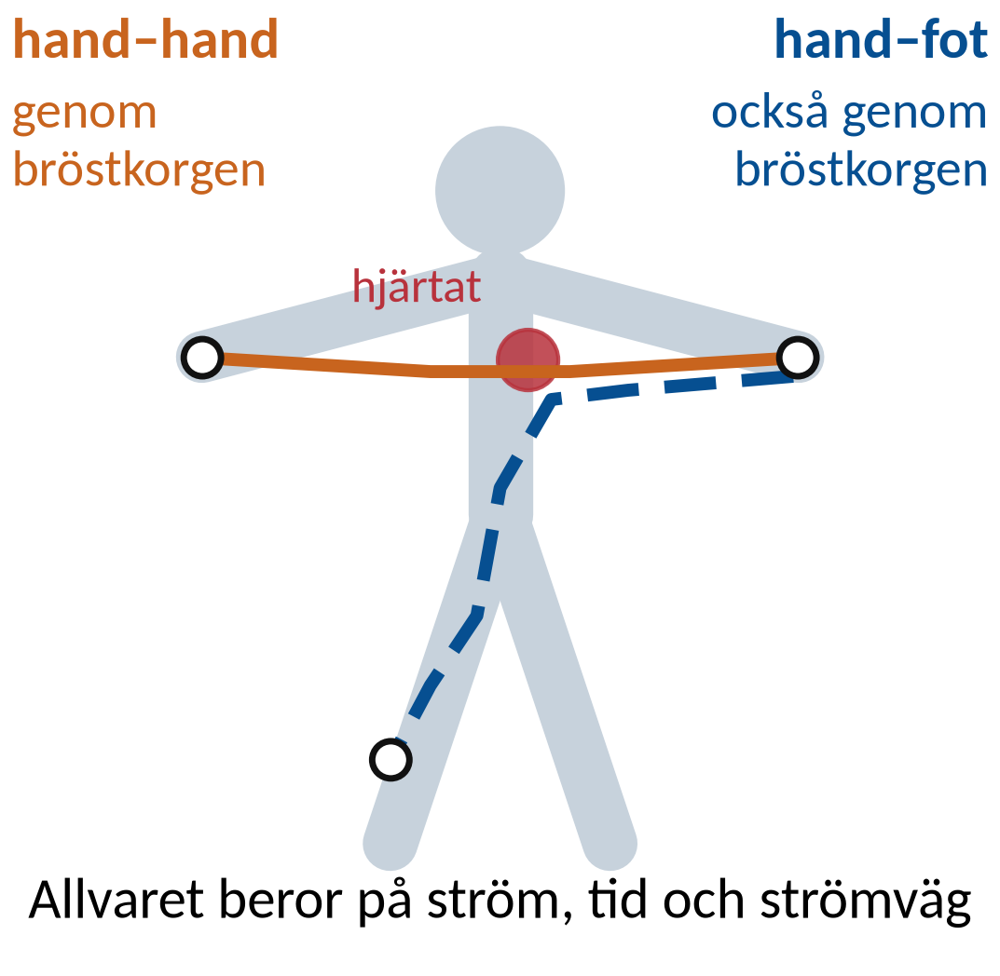 hand–hand
genom
bröstkorgen
hand–fot
också genom
bröstkorgen
hjärtat
Allvaret beror på ström, tid och strömväg